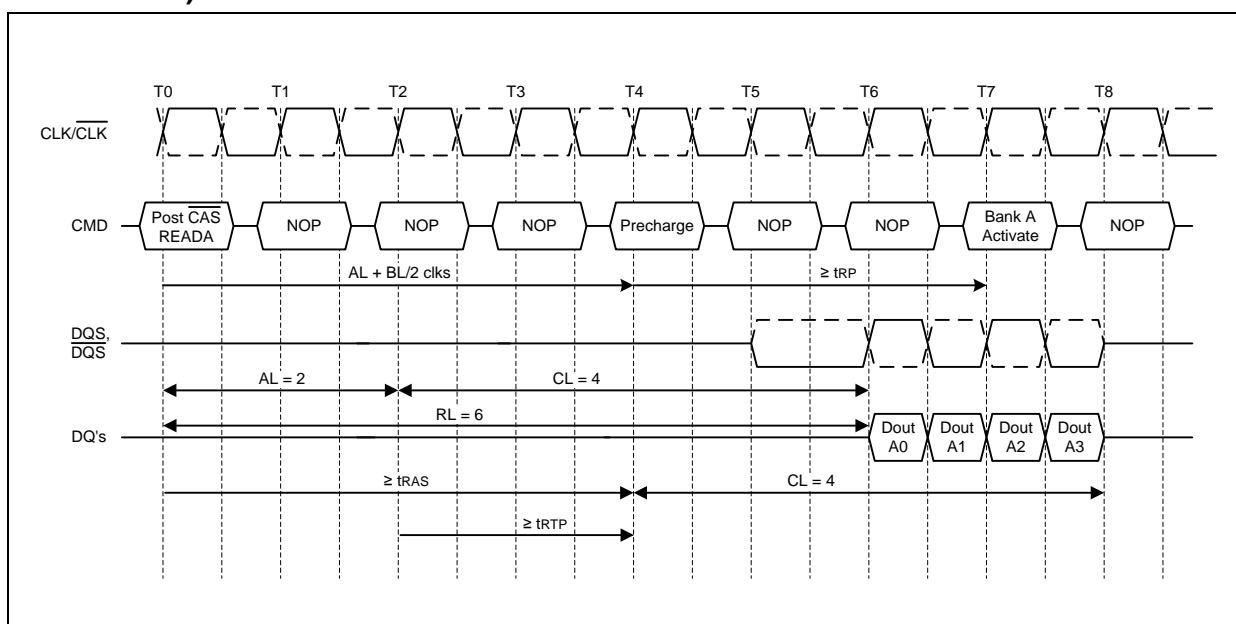 )
T0 T1 T2 T3 T4 T5 T6 T7 T8
CLK/CLK
CMD
Post CAS
READA
NOP
NOP
NOP
Precharge
NOP
NOP
Bank A
Activate
NOP
AL + BL/2 clks
≥ tRP
DQS,
DQS
AL = 2
CL = 4
RL = 6
DQ's
Dout
A0
Dout
A1
Dout
A2
Dout
A3
≥ tRAS
CL = 4
≥ tRTP